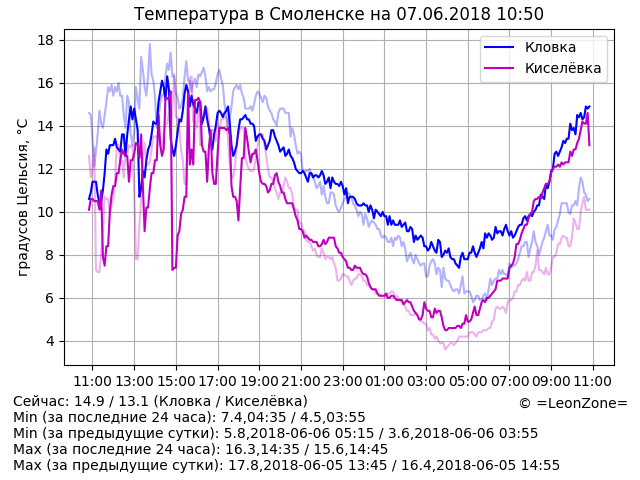 Температура в Смоленске на 07.06.2018 10:50
Кловка
Киселёвка
градусов Цельсия, °C
18
16
14
12
10
8
6
4
11:00 13:00 15:00 17:00 19:00 21:00 23:00 01:00 03:00 05:00 07:00 09:00 11:00
Сейчас: 14.9 / 13.1 (Кловка / Киселёвка)
© =LeonZone=
Min (за последние 24 часа): 7.4,04:35 / 4.5,03:55
Min (за предыдущие сутки): 5.8,2018-06-06 05:15 / 3.6,2018-06-06 03:55
Max (за последние 24 часа): 16.3,14:35 / 15.6,14:45
Max (за предыдущие сутки): 17.8,2018-06-05 13:45 / 16.4,2018-06-05 14:55